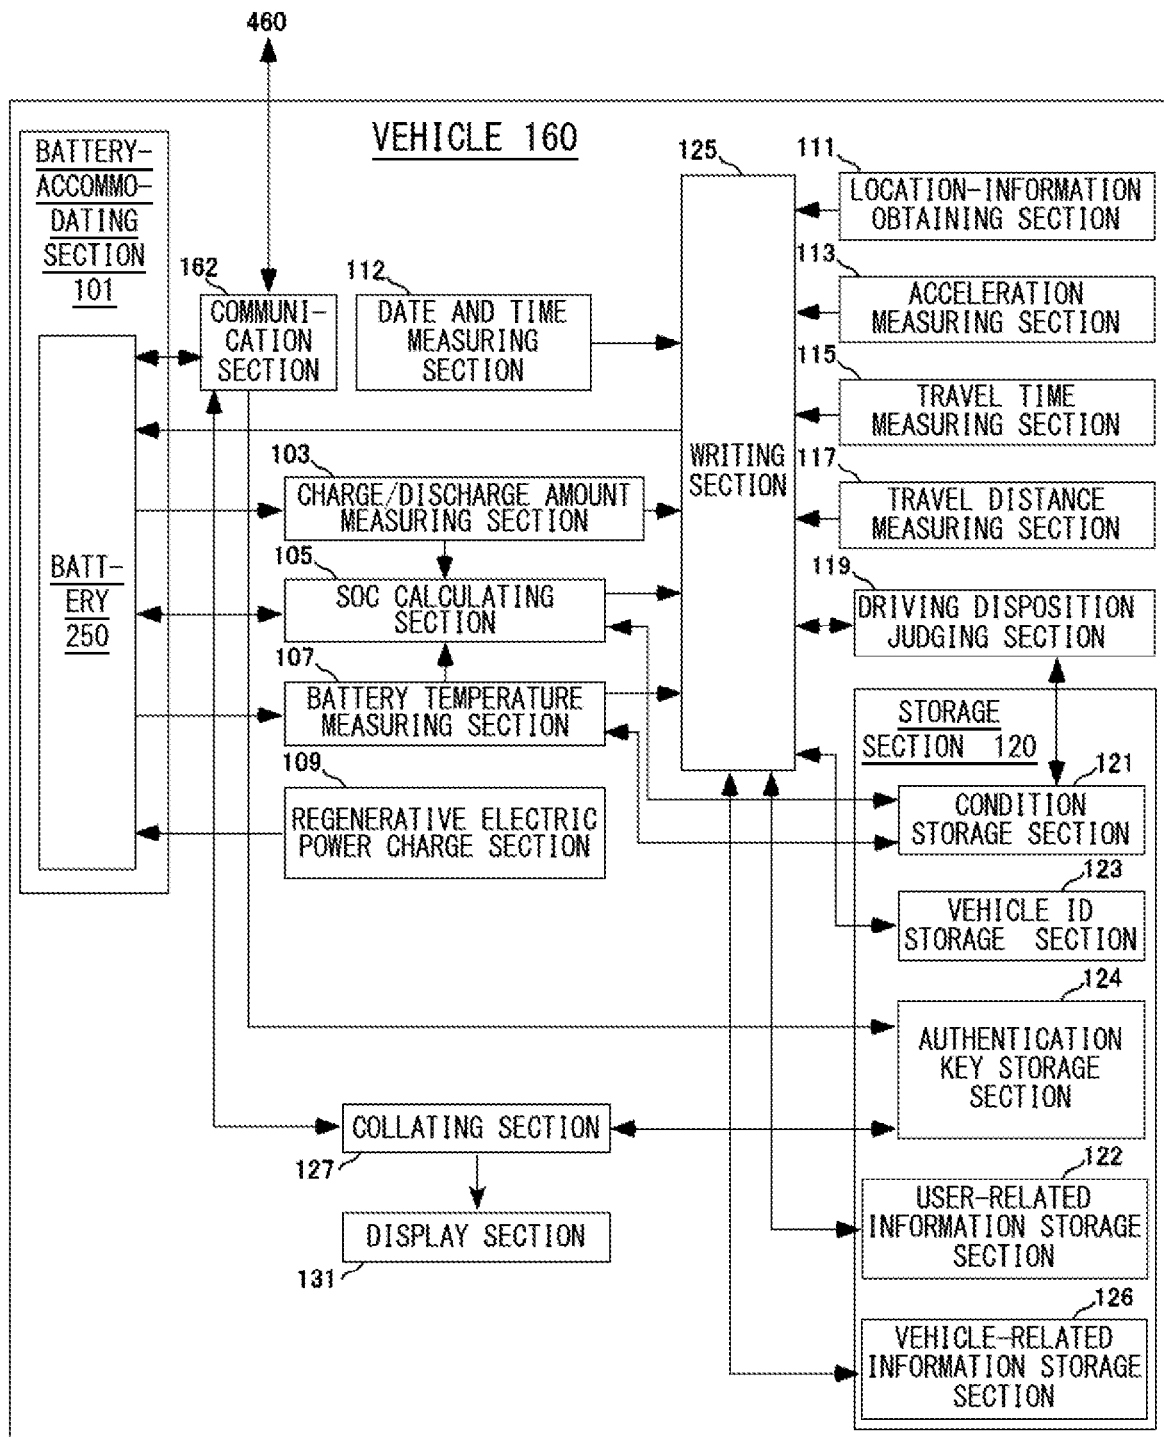 460
VEHICLE 160
BATTERY-
ACCOMMO-
DATING
SECTION
101
162
COMMUNI-
CATION
SECTION
112
DATE AND TIME
MEASURING
SECTION
125
WRITING
SECTION
111
LOCATION-INFORMATION
OBTAINING SECTION
113
ACCELERATION
MEASURING SECTION
115
TRAVEL TIME
MEASURING SECTION
117
TRAVEL DISTANCE
MEASURING SECTION
119
DRIVING DISPOSITION
JUDGING SECTION
BATT-
ERY
250
103
CHARGE/DISCHARGE AMOUNT
MEASURING SECTION
105
SOC CALCULATING
SECTION
107
BATTERY TEMPERATURE
MEASURING SECTION
109
REGENERATIVE ELECTRIC
POWER CHARGE SECTION
STORAGE
SECTION 120
121
CONDITION
STORAGE SECTION
123
VEHICLE ID
STORAGE SECTION
124
AUTHENTICATION
KEY STORAGE
SECTION
COLLATING SECTION
127
DISPLAY SECTION
131
122
USER-RELATED
INFORMATION STORAGE
SECTION
126
VEHICLE-RELATED
INFORMATION STORAGE
SECTION